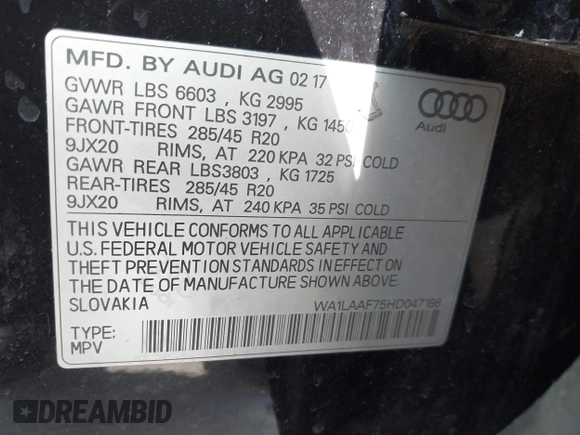 MFD. BY AUDI AG 02 17
GVWR LBS 6603 , KG 2995
GAWR FRONT LBS 3197 , KG 1450
FRONT-TIRES 285/45 R20
9JX20 RIMS, AT 220 KPA 32 PSI COLD
GAWR REAR LBS3803 , KG 1725
REAR-TIRES 285/45 R20
9JX20 RIMS, AT 240 KPA 35 PSI COLD
Audi
THIS VEHICLE CONFORMS TO ALL APPLICABLE
U.S. FEDERAL MOTOR VEHICLE SAFETY AND
THEFT PREVENTION STANDARDS IN EFFECT ON
THE DATE OF MANUFACTURE SHOWN ABOVE.
SLOVAKIA WA1LAAF75HD047186
TYPE:
MPV
DREAMBID